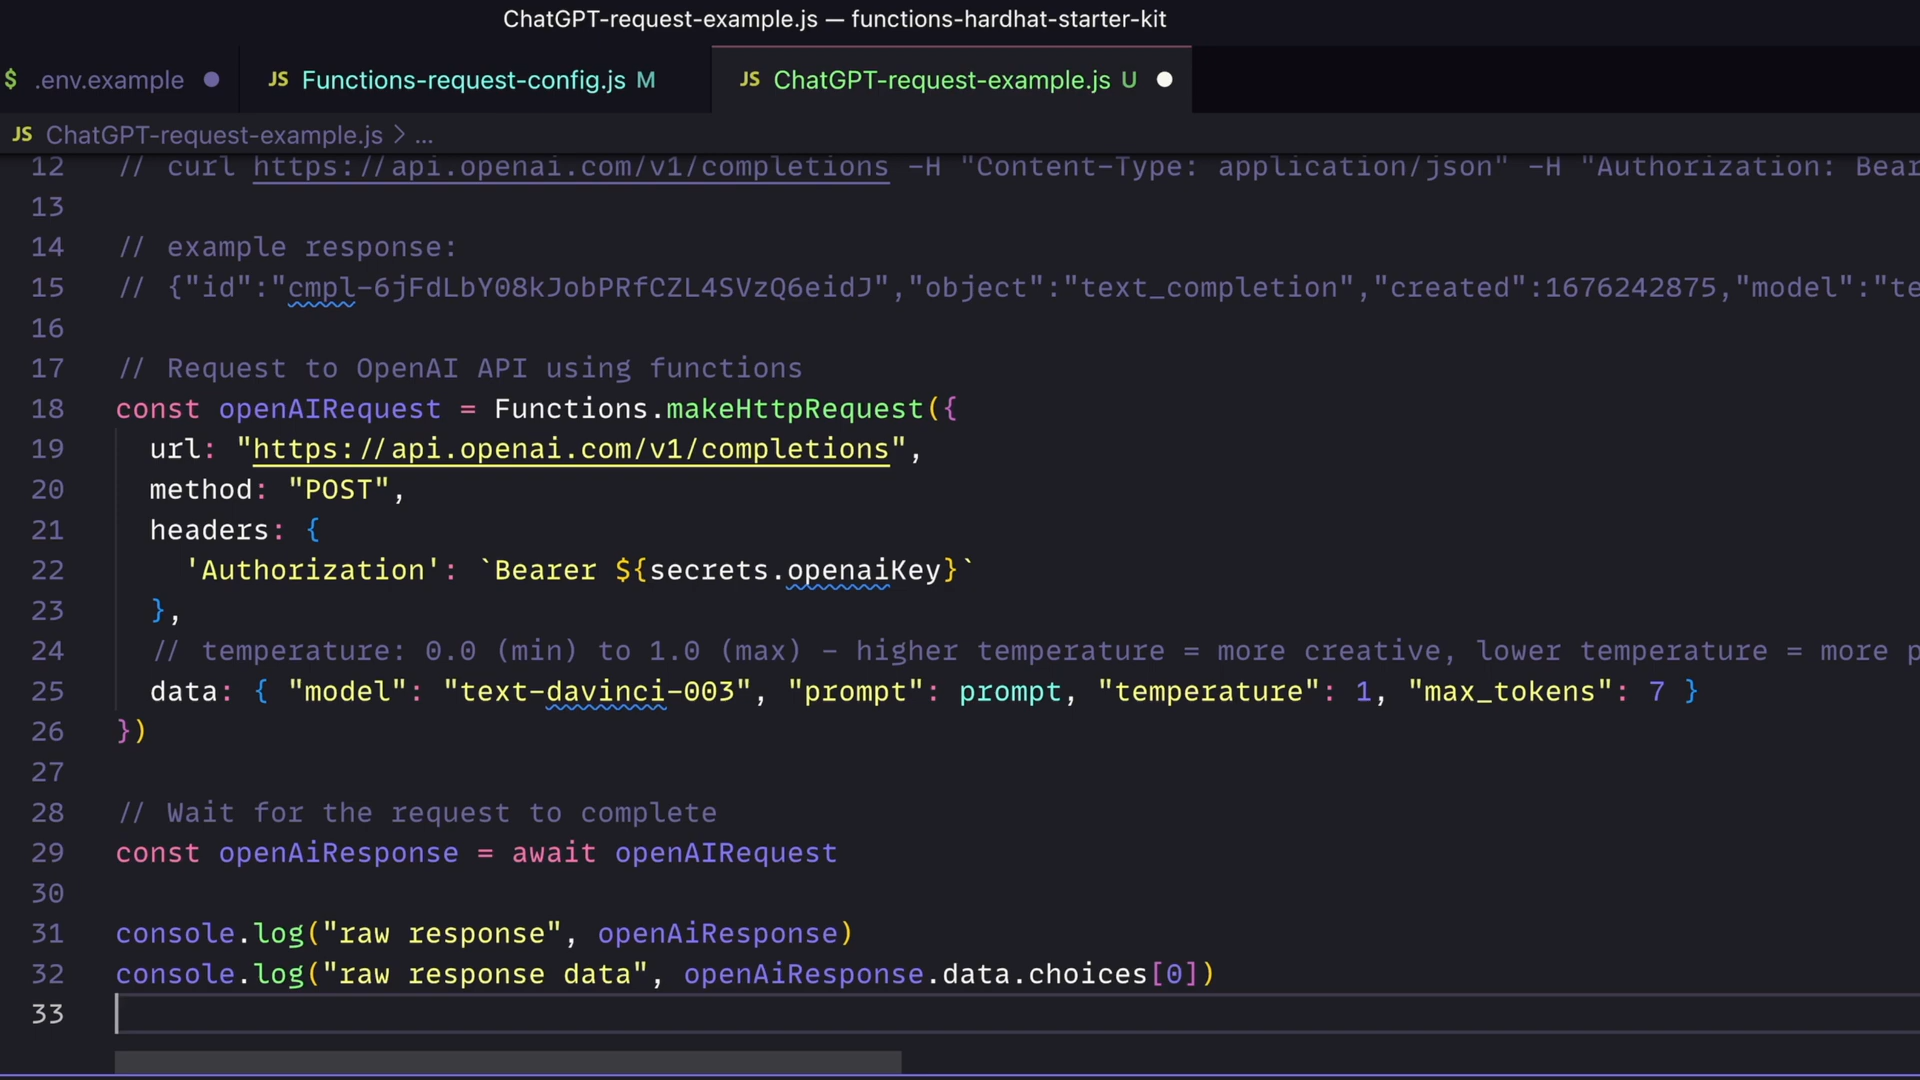 ChatGPT-request-example.js — functions-hardhat-starter-kit
$ .env.example JS Functions-request-config.js M JS ChatGPT-request-example.js U
JS ChatGPT-request-example.js > ...
12 // curl https://api.openai.com/v1/completions -H "Content-Type: application/json" -H "Authorization: Bear
13
14 // example response:
15 // {"id":"cmpl-6jFdLbY08kJobPRfCZL4SVzQ6eidJ","object":"text_completion","created":1676242875,"model":"te
16
17 // Request to OpenAI API using functions
18 const openAIRequest = Functions.makeHttpRequest({
19 url: "https://api.openai.com/v1/completions",
20 method: "POST",
21 headers: {
22 'Authorization': `Bearer ${secrets.openaiKey}`
23 },
24 // temperature: 0.0 (min) to 1.0 (max) – higher temperature = more creative, lower temperature = more p
25 data: { "model": "text-davinci-003", "prompt": prompt, "temperature": 1, "max_tokens": 7 }
26 })
27
28 // Wait for the request to complete
29 const openAiResponse = await openAIRequest
30
31 console.log("raw response", openAiResponse)
32 console.log("raw response data", openAiResponse.data.choices[0])
33